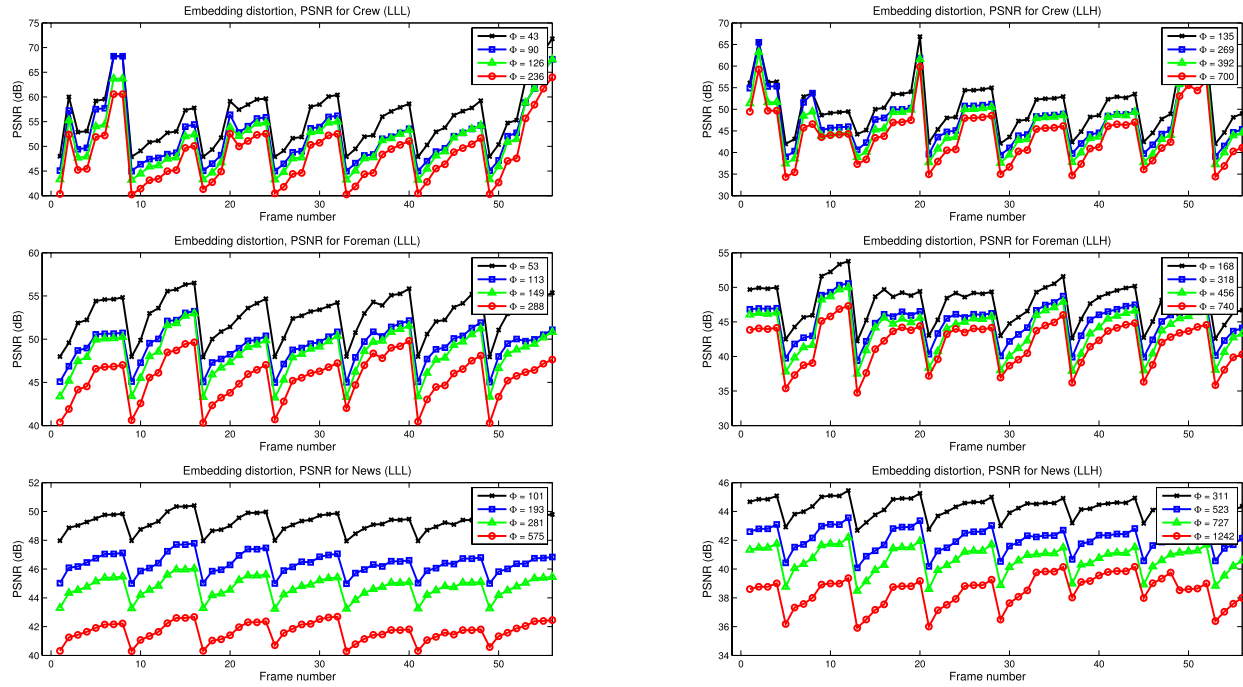 Embedding distortion, PSNR for Crew (LLL)
75
70
65
60
55
50
45
40
0
10
20
30
40
50
PSNR (dB)
Frame number
Φ = 43
Φ = 90
Φ = 126
Φ = 236
Embedding distortion, PSNR for Crew (LLH)
70
65
60
55
50
45
40
35
30
0
10
20
30
40
50
PSNR (dB)
Frame number
Φ = 135
Φ = 269
Φ = 392
Φ = 700
Embedding distortion, PSNR for Foreman (LLL)
60
55
50
45
40
0
10
20
30
40
50
PSNR (dB)
Frame number
Φ = 53
Φ = 113
Φ = 149
Φ = 288
Embedding distortion, PSNR for Foreman (LLH)
55
50
45
40
35
30
0
10
20
30
40
50
PSNR (dB)
Frame number
Φ = 168
Φ = 318
Φ = 456
Φ = 740
Embedding distortion, PSNR for News (LLL)
52
50
48
46
44
42
40
0
10
20
30
40
50
PSNR (dB)
Frame number
Φ = 101
Φ = 193
Φ = 281
Φ = 575
Embedding distortion, PSNR for News (LLH)
46
44
42
40
38
36
34
0
10
20
30
40
50
PSNR (dB)
Frame number
Φ = 311
Φ = 523
Φ = 727
Φ = 1242